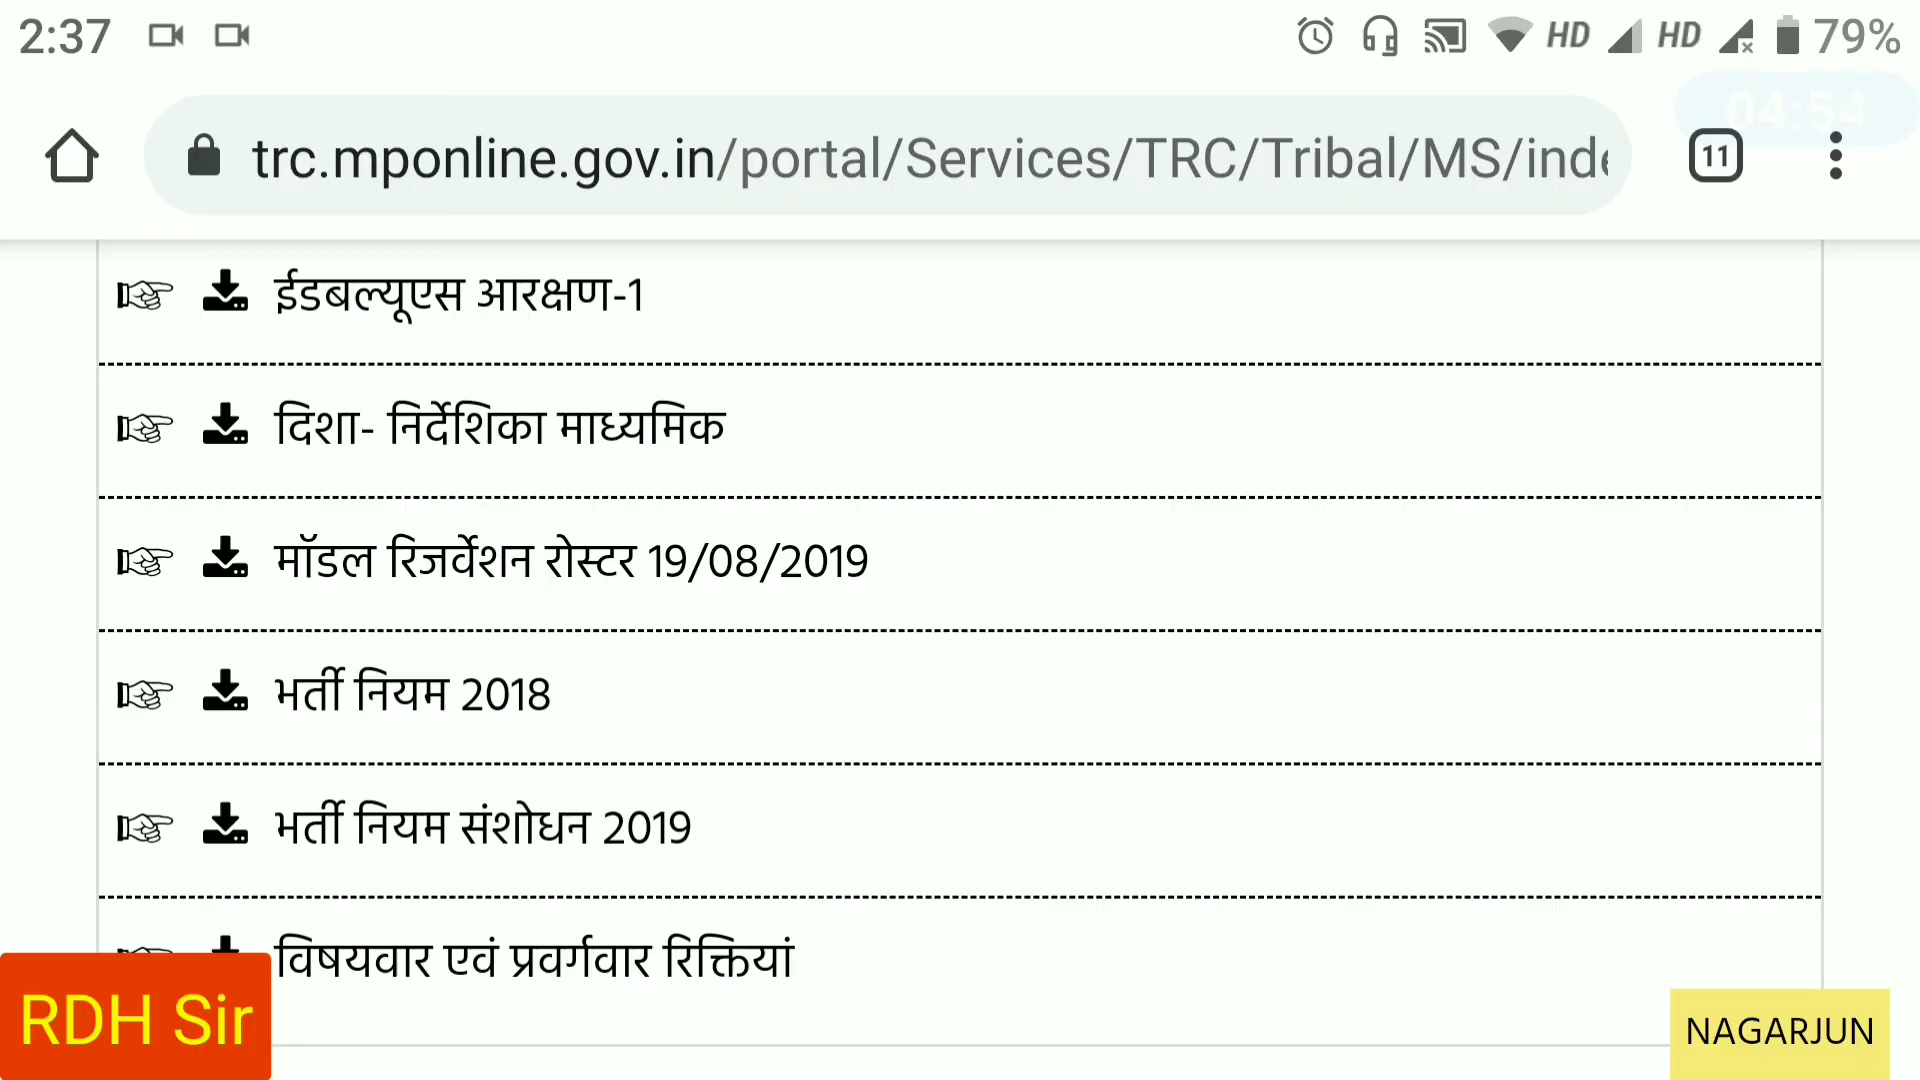 2:37 HD HD 79%
04:54
trc.mponline.gov.in/portal/Services/TRC/Tribal/MS/inde
11
ईडबल्यूएस आरक्षण-1
दिशा- निर्देशिका माध्यमिक
मॉडल रिजर्वेशन रोस्टर 19/08/2019
भर्ती नियम 2018
भर्ती नियम संशोधन 2019
विषयवार एवं प्रवर्गवार रिक्तियां
RDH Sir
NAGARJUN